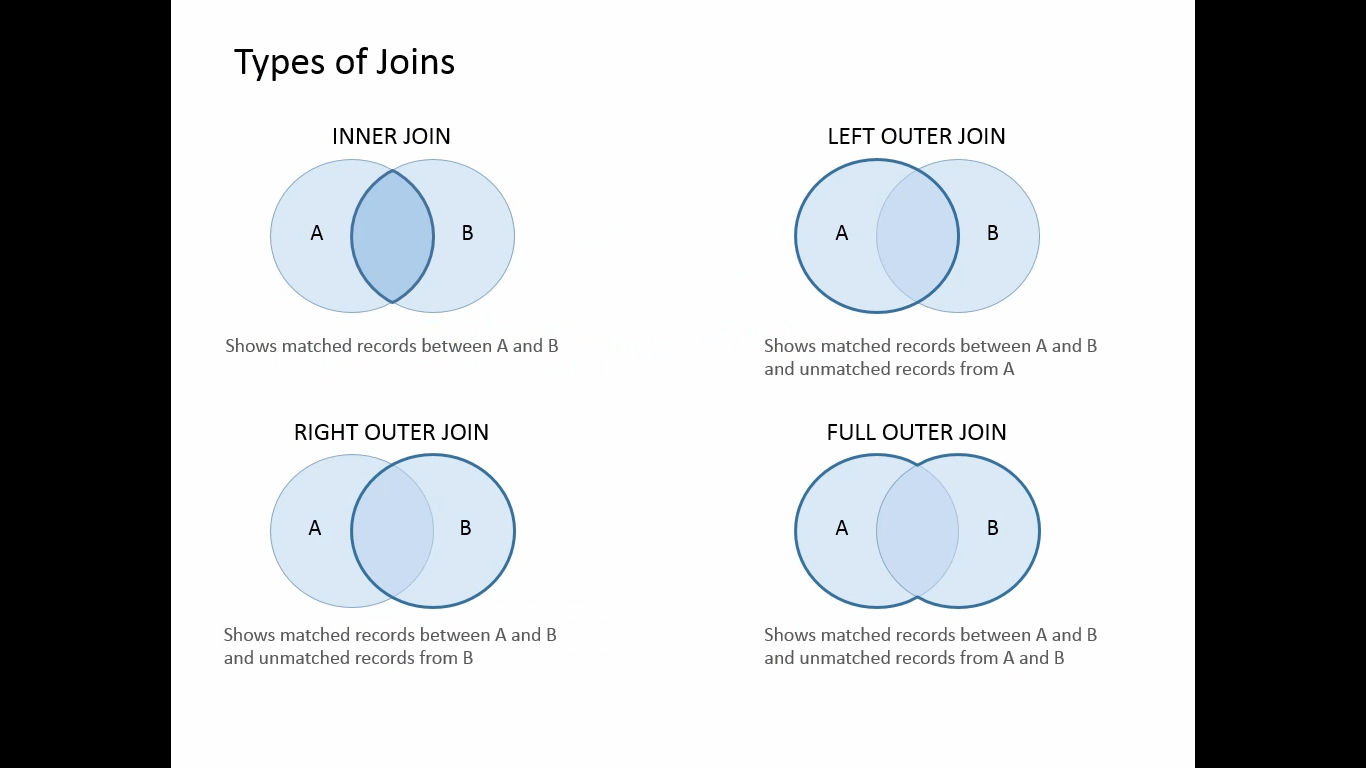 Types of Joins
INNER JOIN
A
B
Shows matched records between A and B
LEFT OUTER JOIN
A
B
Shows matched records between A and B
and unmatched records from A
RIGHT OUTER JOIN
A
B
Shows matched records between A and B
and unmatched records from B
FULL OUTER JOIN
A
B
Shows matched records between A and B
and unmatched records from A and B